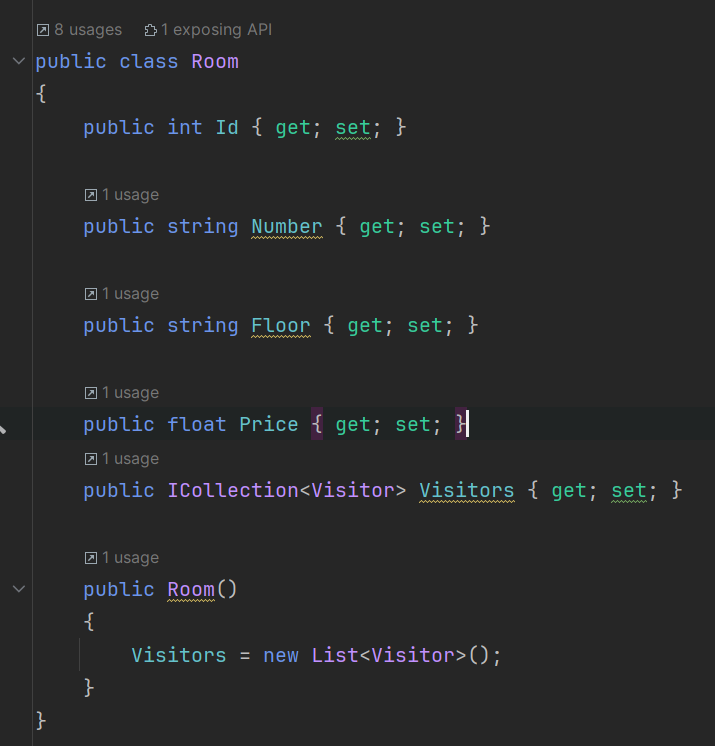 8 usages 1 exposing API
public class Room
{
public int Id { get; set; }
1 usage
public string Number { get; set; }
1 usage
public string Floor { get; set; }
1 usage
public float Price { get; set; }
1 usage
public ICollection<Visitor> Visitors { get; set; }
1 usage
public Room()
{
Visitors = new List<Visitor>();
}
}